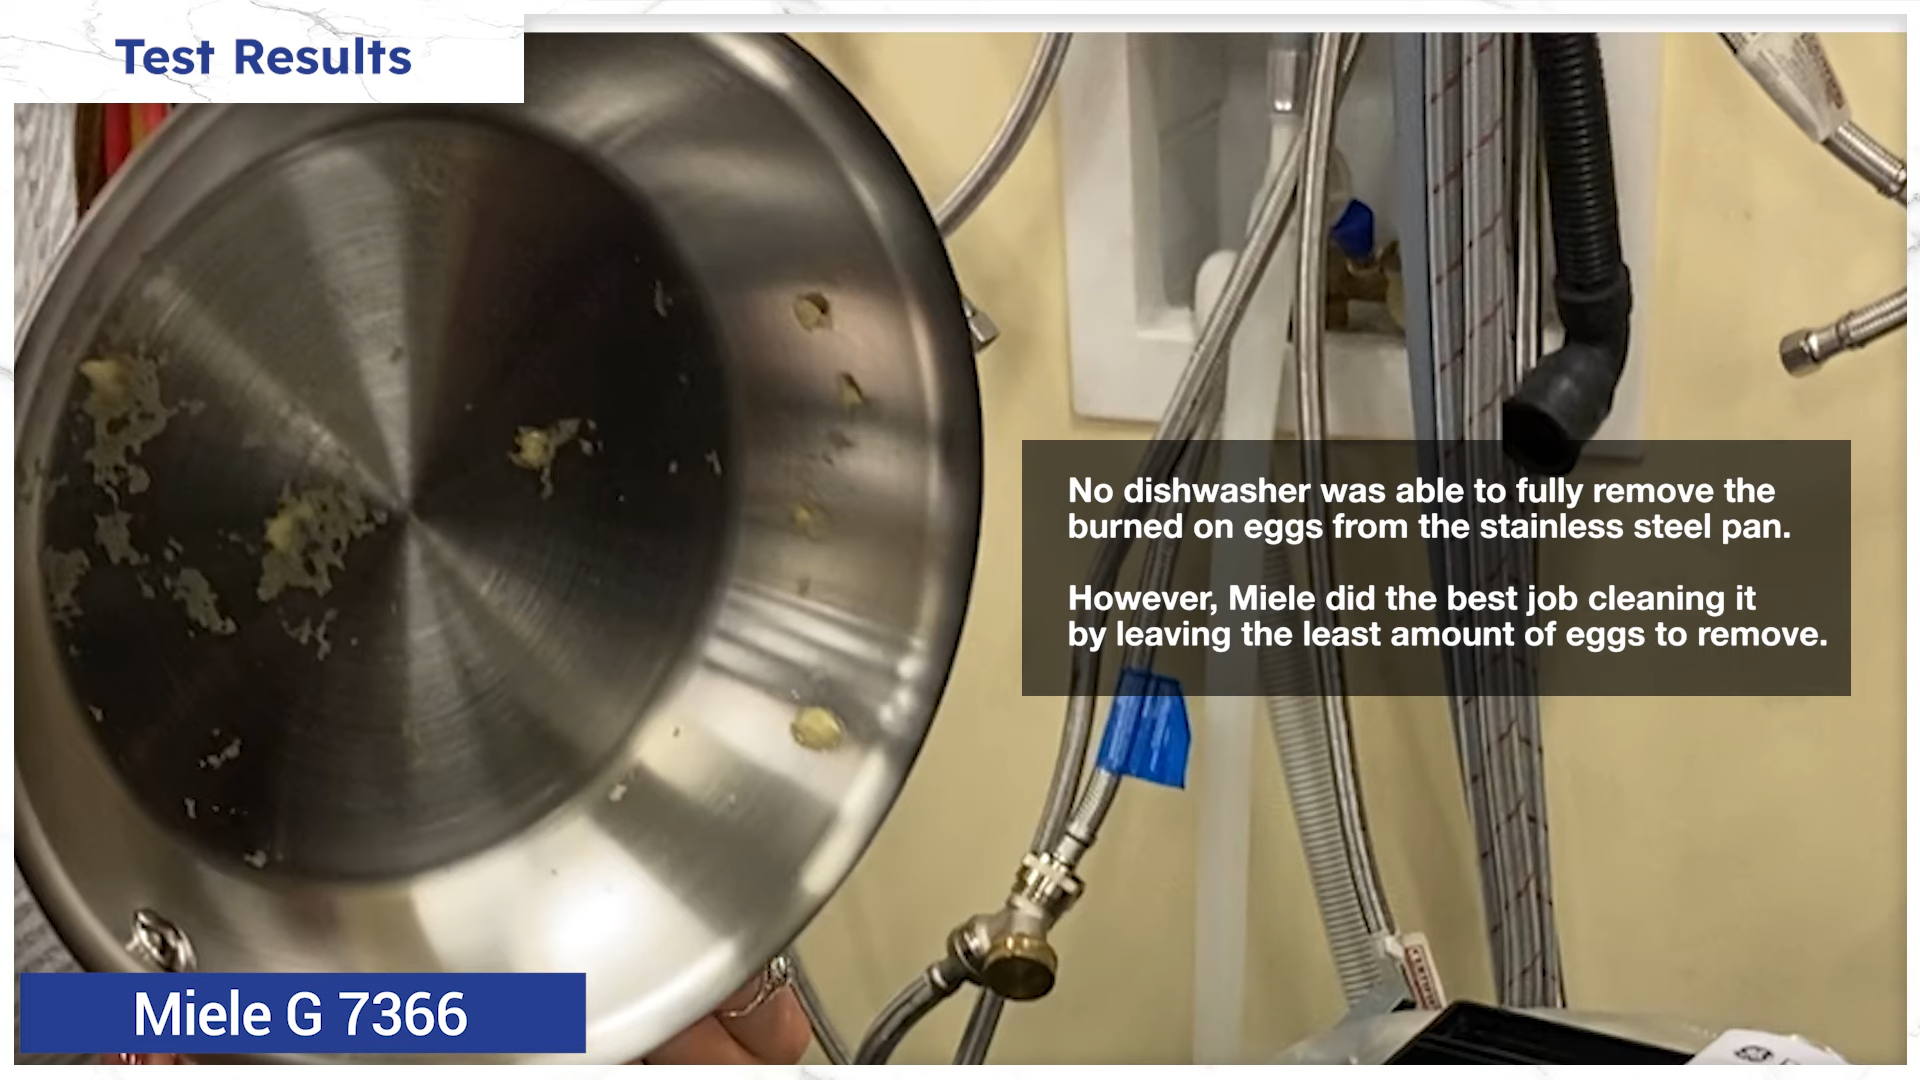 Test Results
No dishwasher was able to fully remove the
burned on eggs from the stainless steel pan.
However, Miele did the best job cleaning it
by leaving the least amount of eggs to remove.
Miele G 7366